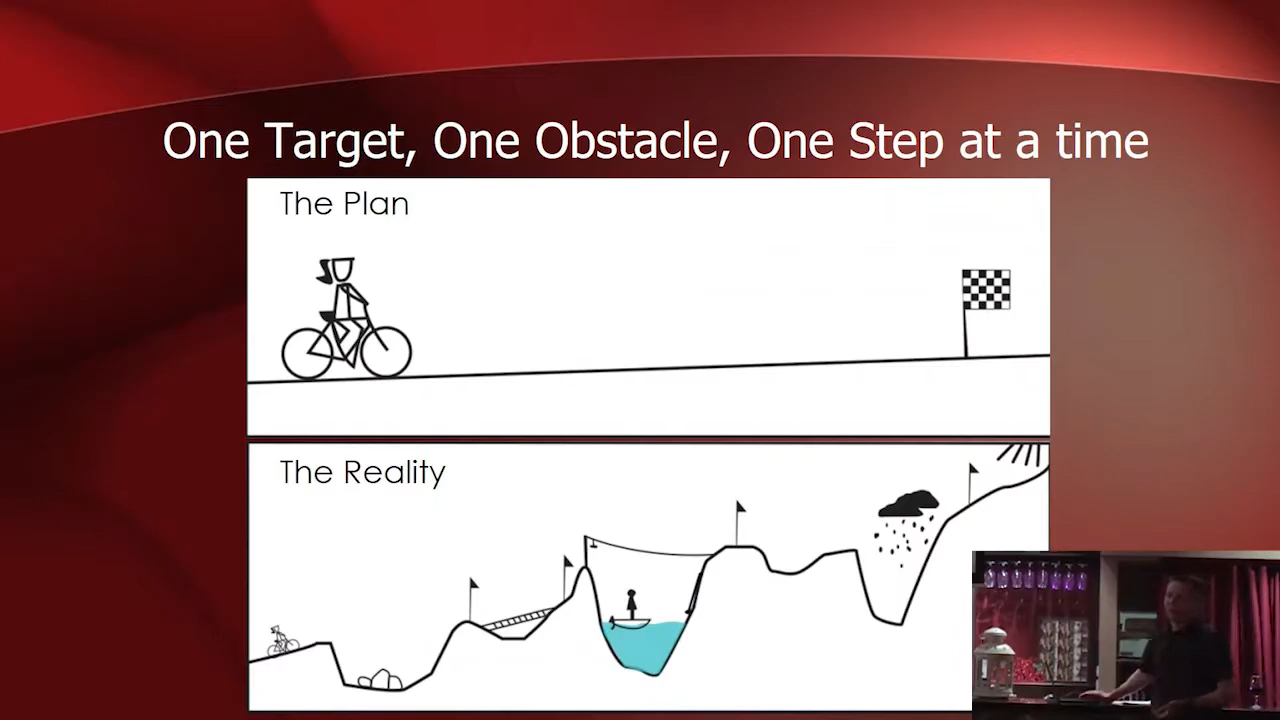 One Target, One Obstacle, One Step at a time
The Plan
The Reality